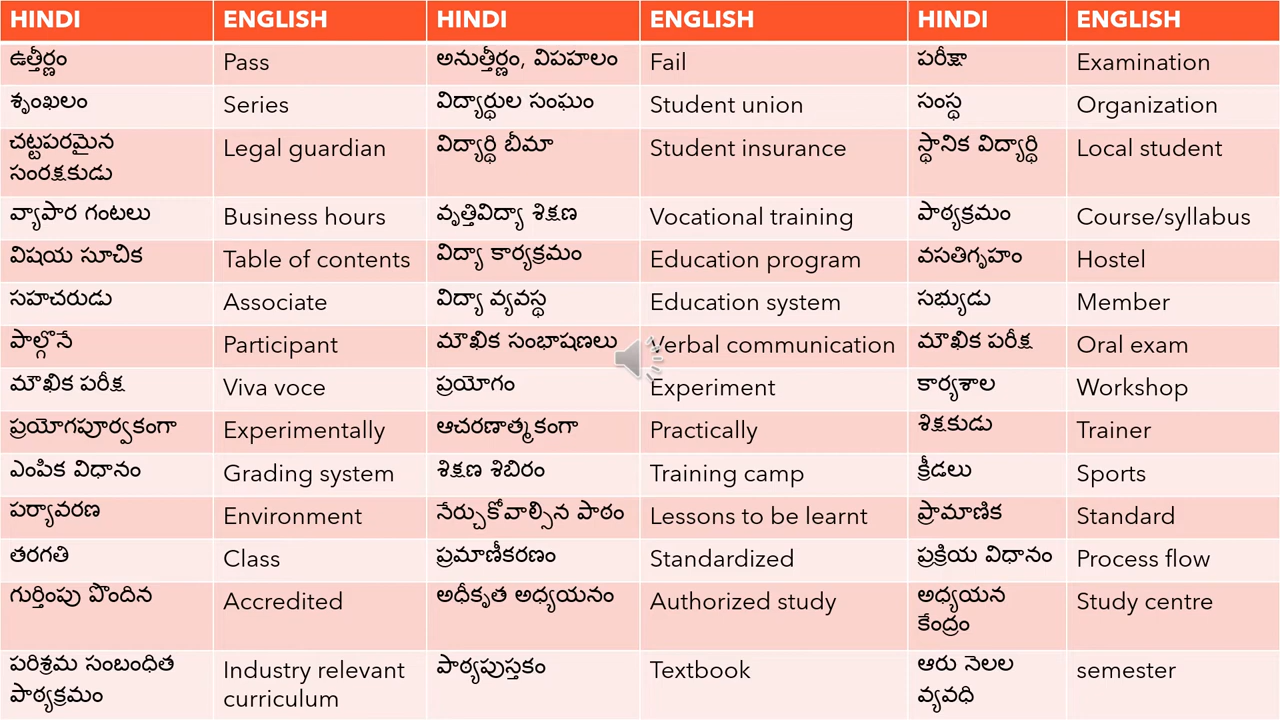 HINDI ENGLISH HINDI ENGLISH HINDI ENGLISH
ఉత్తీర్ణం Pass అనుత్తీర్ణం, విపహలం Fail పరీక్షా Examination
శృంఖలం Series విద్యార్థుల సంఘం Student union సంస్థ Organization
చట్టపరమైన సంరక్షకుడు Legal guardian విద్యార్థి బీమా Student insurance స్థానిక విద్యార్థి Local student
వ్యాపార గంటలు Business hours వృత్తివిద్యా శిక్షణ Vocational training పాఠ్యక్రమం Course/syllabus
విషయ సూచిక Table of contents విద్యా కార్యక్రమం Education program వసతిగృహం Hostel
సహచరుడు Associate విద్యా వ్యవస్థ Education system సభ్యుడు Member
పాల్గొనే Participant మౌఖిక సంభాషణలు Verbal communication మౌఖిక పరీక్ష Oral exam
మౌఖిక పరీక్ష Viva voce ప్రయోగం Experiment కార్యశాల Workshop
ప్రయోగపూర్వకంగా Experimentally ఆచరణాత్మకంగా Practically శిక్షకుడు Trainer
ఎంపిక విధానం Grading system శిక్షణ శిబిరం Training camp క్రీడలు Sports
పర్యావరణ Environment నేర్చుకోవాల్సిన పాఠం Lessons to be learnt ప్రామాణిక Standard
తరగతి Class ప్రమాణీకరణం Standardized ప్రక్రియ విధానం Process flow
గుర్తింపు పొందిన Accredited అధీకృత అధ్యయనం Authorized study అధ్యయన కేంద్రం Study centre
పరిశ్రమ సంబంధిత పాఠ్యక్రమం Industry relevant curriculum పాఠ్యపుస్తకం Textbook ఆరు నెలల వ్యవధి semester